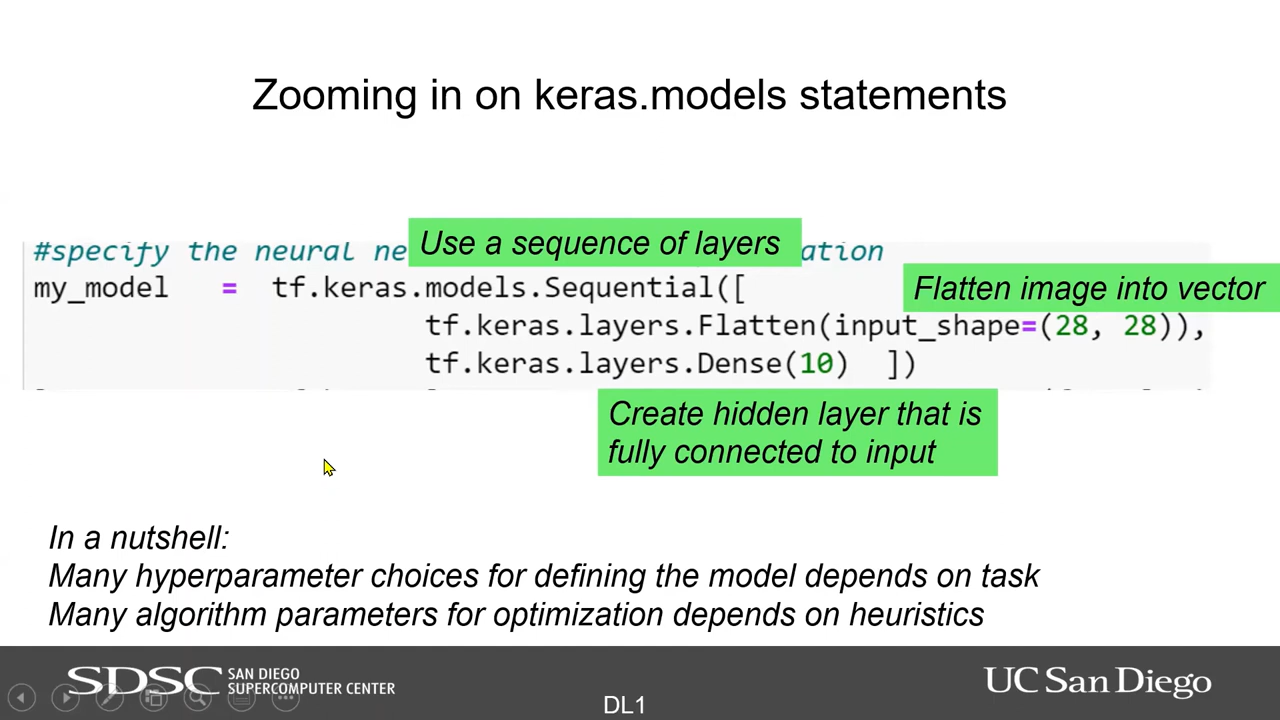 Zooming in on keras.models statements
Use a sequence of layers
#specify the neural ne ation
Flatten image into vector
my_model = tf.keras.models.Sequential([
tf.keras.layers.Flatten(input_shape=(28, 28)),
tf.keras.layers.Dense(10) ])
Create hidden layer that is
fully connected to input
In a nutshell:
Many hyperparameter choices for defining the model depends on task
Many algorithm parameters for optimization depends on heuristics
SDSC SAN DIEGO
SUPERCOMPUTER CENTER
UC San Diego
DL1